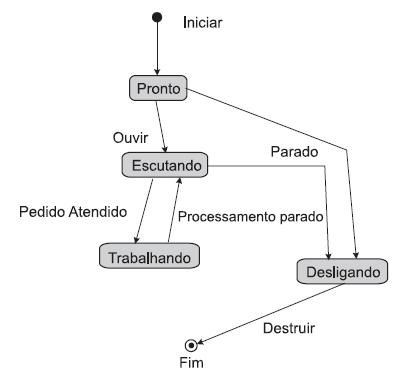 Iniciar
Pronto
Ouvir
Parado
Escutando
Pedido Atendido
Processamento parado
Trabalhando
Desligando
Destruir
Fim